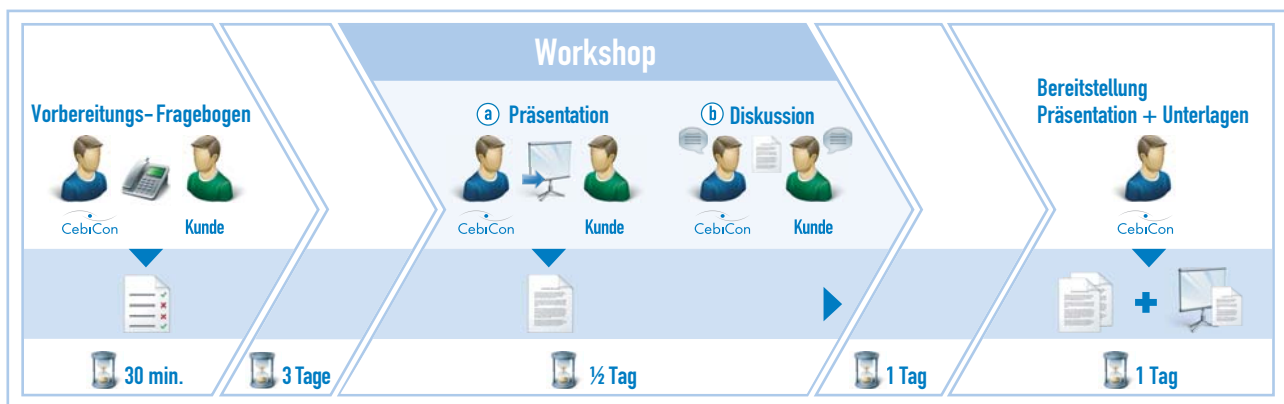 Workshop
Vorbereitungs-Fragebogen
CebiCon
Kunde
30 min.
3 Tage
ⓐ Präsentation
CebiCon
Kunde
ⓑ Diskussion
CebiCon
Kunde
½ Tag
1 Tag
Bereitstellung
Präsentation + Unterlagen
CebiCon
1 Tag